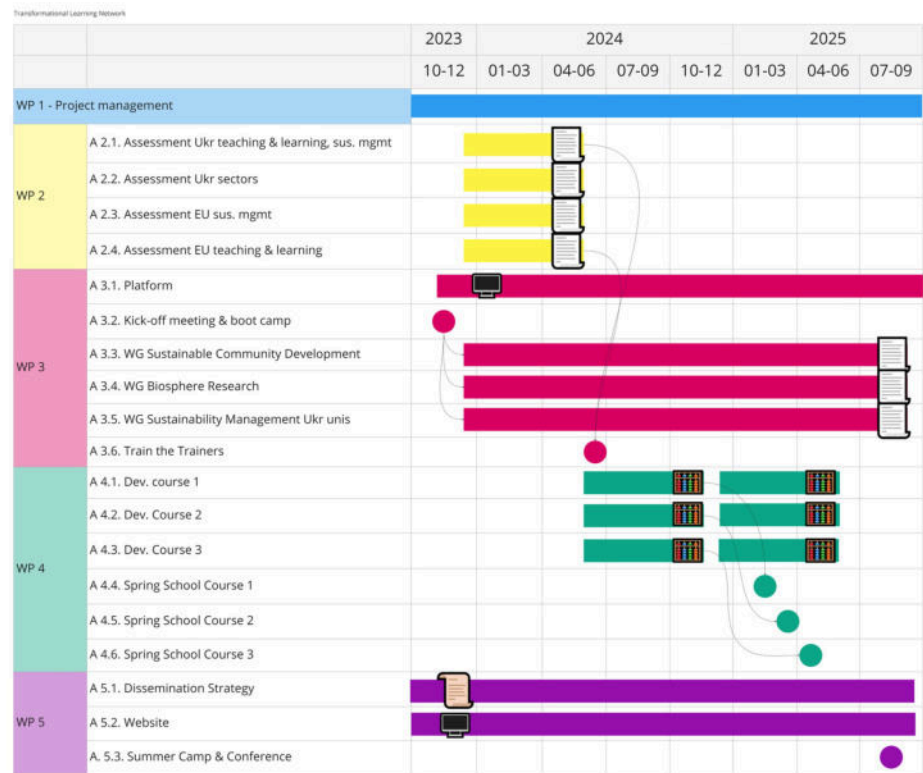 Transformational Learning Network
2023 2024 2025
10-12 01-03 04-06 07-09 10-12 01-03 04-06 07-09
WP 1 - Project management
WP 2
A 2.1. Assessment Ukr teaching & learning, sus. mgmt
A 2.2. Assessment Ukr sectors
A 2.3. Assessment EU sus. mgmt
A 2.4. Assessment EU teaching & learning
WP 3
A 3.1. Platform
A 3.2. Kick-off meeting & boot camp
A 3.3. WG Sustainable Community Development
A 3.4. WG Biosphere Research
A 3.5. WG Sustainability Management Ukr unis
A 3.6. Train the Trainers
WP 4
A 4.1. Dev. course 1
A 4.2. Dev. Course 2
A 4.3. Dev. Course 3
A 4.4. Spring School Course 1
A 4.5. Spring School Course 2
A 4.6. Spring School Course 3
WP 5
A 5.1. Dissemination Strategy
A 5.2. Website
A. 5.3. Summer Camp & Conference